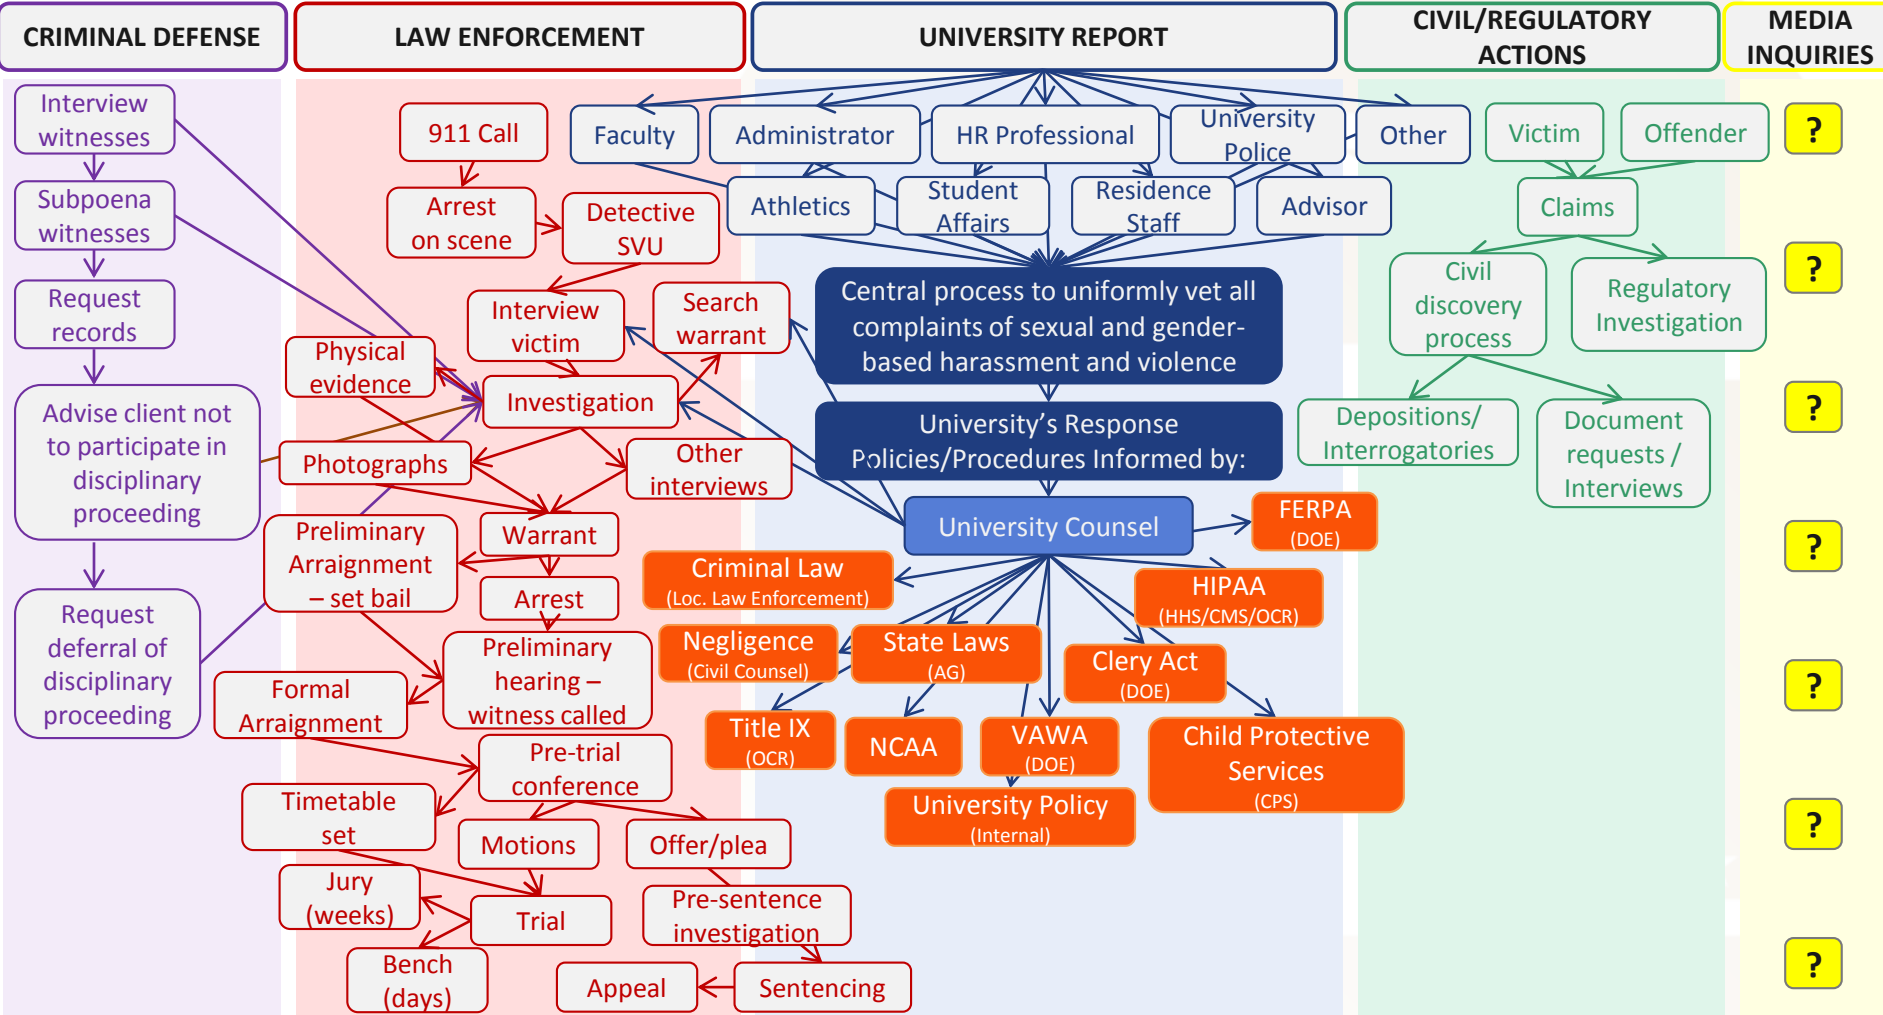 CRIMINAL DEFENSE
LAW ENFORCEMENT
UNIVERSITY REPORT
CIVIL/REGULATORY
ACTIONS
MEDIA
INQUIRIES
Interview
witnesses
Subpoena
witnesses
Request
records
Advise client not
to participate in
disciplinary
proceeding
Request
deferral of
disciplinary
proceeding
911 Call
Arrest
on scene
Detective
SVU
Interview
victim
Search
warrant
Physical
evidence
Investigation
Photographs
Other
interviews
Warrant
Preliminary
Arraignment
– set bail
Arrest
Preliminary
hearing –
witness called
Formal
Arraignment
Pre-trial
conference
Timetable
set
Motions
Offer/plea
Jury
(weeks)
Trial
Pre-sentence
investigation
Bench
(days)
Appeal
Sentencing
Faculty
Administrator
HR Professional
University
Police
Other
Athletics
Student
Affairs
Residence
Staff
Advisor
Central process to uniformly vet all
complaints of sexual and gender-
based harassment and violence
University’s Response
Policies/Procedures Informed by:
University Counsel
FERPA
(DOE)
Criminal Law
(Loc. Law Enforcement)
HIPAA
(HHS/CMS/OCR)
Negligence
(Civil Counsel)
State Laws
(AG)
Clery Act
(DOE)
Title IX
(OCR)
NCAA
VAWA
(DOE)
Child Protective
Services
(CPS)
University Policy
(Internal)
Victim
Offender
Claims
Civil
discovery
process
Regulatory
Investigation
Depositions/
Interrogatories
Document
requests /
Interviews
?
?
?
?
?
?
?